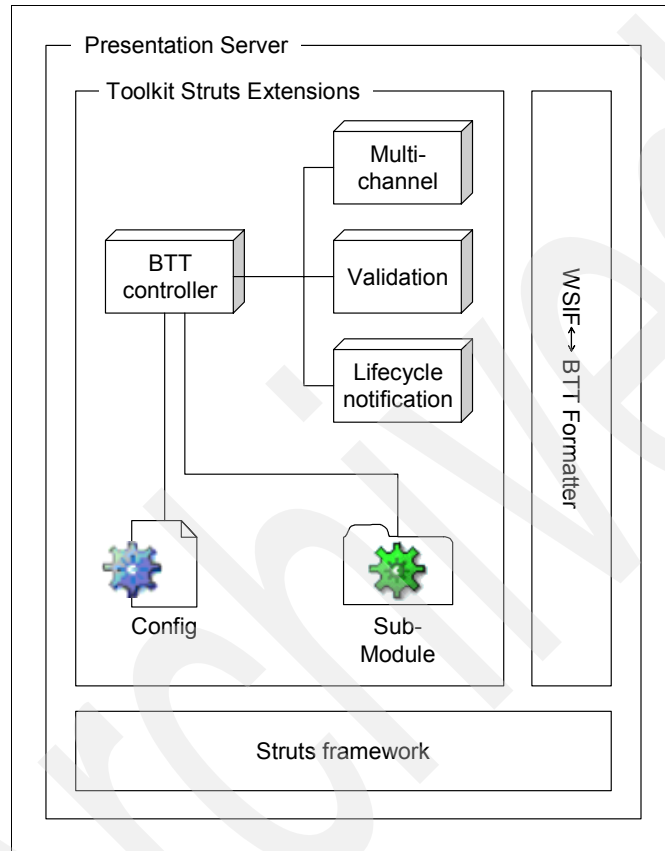 Presentation Server
Toolkit Struts Extensions
Multi-
channel
BTT
controller
Validation
Lifecycle
notification
WSIF↔BTT Formatter
Config
Sub-
Module
Struts framework